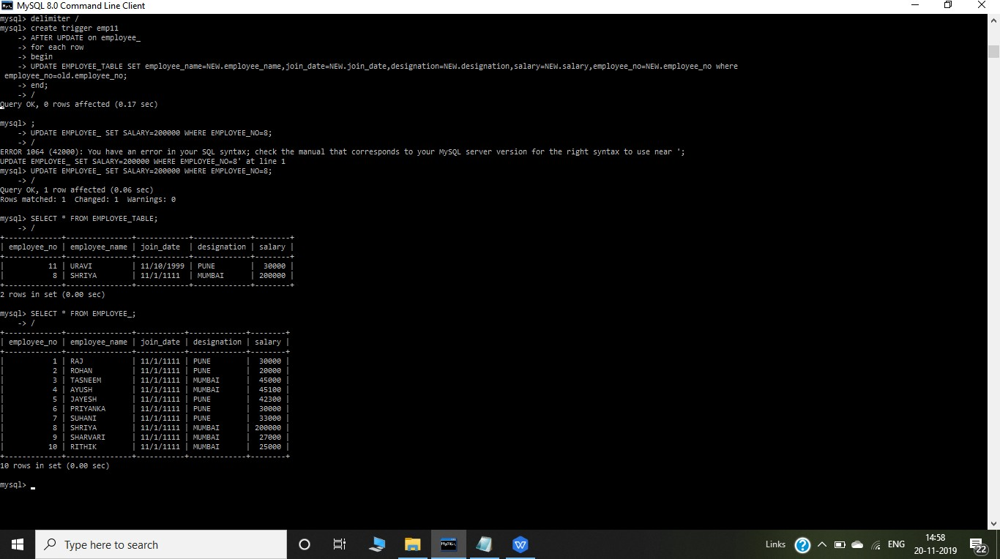 MySQL 8.0 Command Line Client
mysql> delimiter /
mysql> create trigger emp11
    -> AFTER UPDATE on employee_
    -> for each row
    -> begin
    -> UPDATE EMPLOYEE_TABLE SET employee_name=NEW.employee_name,join_date=NEW.join_date,designation=NEW.designation,salary=NEW.salary,employee_no=NEW.employee_no where
 employee_no=old.employee_no;
    -> end;
    -> /
Query OK, 0 rows affected (0.17 sec)
mysql> ;
    -> UPDATE EMPLOYEE_ SET SALARY=200000 WHERE EMPLOYEE_NO=8;
    -> /
ERROR 1064 (42000): You have an error in your SQL syntax; check the manual that corresponds to your MySQL server version for the right syntax to use near ';
UPDATE EMPLOYEE_ SET SALARY=200000 WHERE EMPLOYEE_NO=8' at line 1
mysql> UPDATE EMPLOYEE_ SET SALARY=200000 WHERE EMPLOYEE_NO=8;
    -> /
Query OK, 1 row affected (0.06 sec)
Rows matched: 1  Changed: 1  Warnings: 0
mysql> SELECT * FROM EMPLOYEE_TABLE;
    -> /
+-------------+---------------+------------+-------------+--------+
| employee_no | employee_name | join_date  | designation | salary |
+-------------+---------------+------------+-------------+--------+
|          11 | URAVI         | 11/10/1999 | PUNE        |  30000 |
|           8 | SHRIYA        | 11/1/1111  | MUMBAI      | 200000 |
+-------------+---------------+------------+-------------+--------+
2 rows in set (0.00 sec)
mysql> SELECT * FROM EMPLOYEE_;
    -> /
+-------------+---------------+-----------+-------------+--------+
| employee_no | employee_name | join_date | designation | salary |
+-------------+---------------+-----------+-------------+--------+
|           1 | RAJ           | 11/1/1111 | PUNE        |  30000 |
|           2 | ROHAN         | 11/1/1111 | PUNE        |  20000 |
|           3 | TASNEEM       | 11/1/1111 | MUMBAI      |  45000 |
|           4 | AYUSH         | 11/1/1111 | MUMBAI      |  45100 |
|           5 | JAYESH        | 11/1/1111 | PUNE        |  42300 |
|           6 | PRIYANKA      | 11/1/1111 | PUNE        |  30000 |
|           7 | SUHANI        | 11/1/1111 | PUNE        |  33000 |
|           8 | SHRIYA        | 11/1/1111 | MUMBAI      | 200000 |
|           9 | SHARVARI      | 11/1/1111 | MUMBAI      |  27000 |
|          10 | RITHIK        | 11/1/1111 | MUMBAI      |  25000 |
+-------------+---------------+-----------+-------------+--------+
10 rows in set (0.00 sec)
mysql> _
Type here to search
Links
ENG
14:58
20-11-2019
22